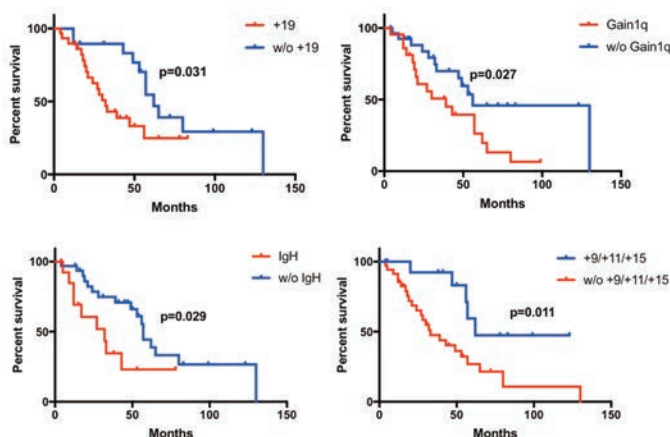 +19
w/o +19
p=0.031
Percent survival
100
50
0
0
50
100
150
Months
Gain1q
w/o Gain1q
p=0.027
Percent survival
100
50
0
0
50
100
150
Months
IgH
w/o IgH
p=0.029
Percent survival
100
50
0
0
50
100
150
Months
+9/+11/+15
w/o +9/+11/+15
p=0.011
Percent survival
100
50
0
0
50
100
150
Months